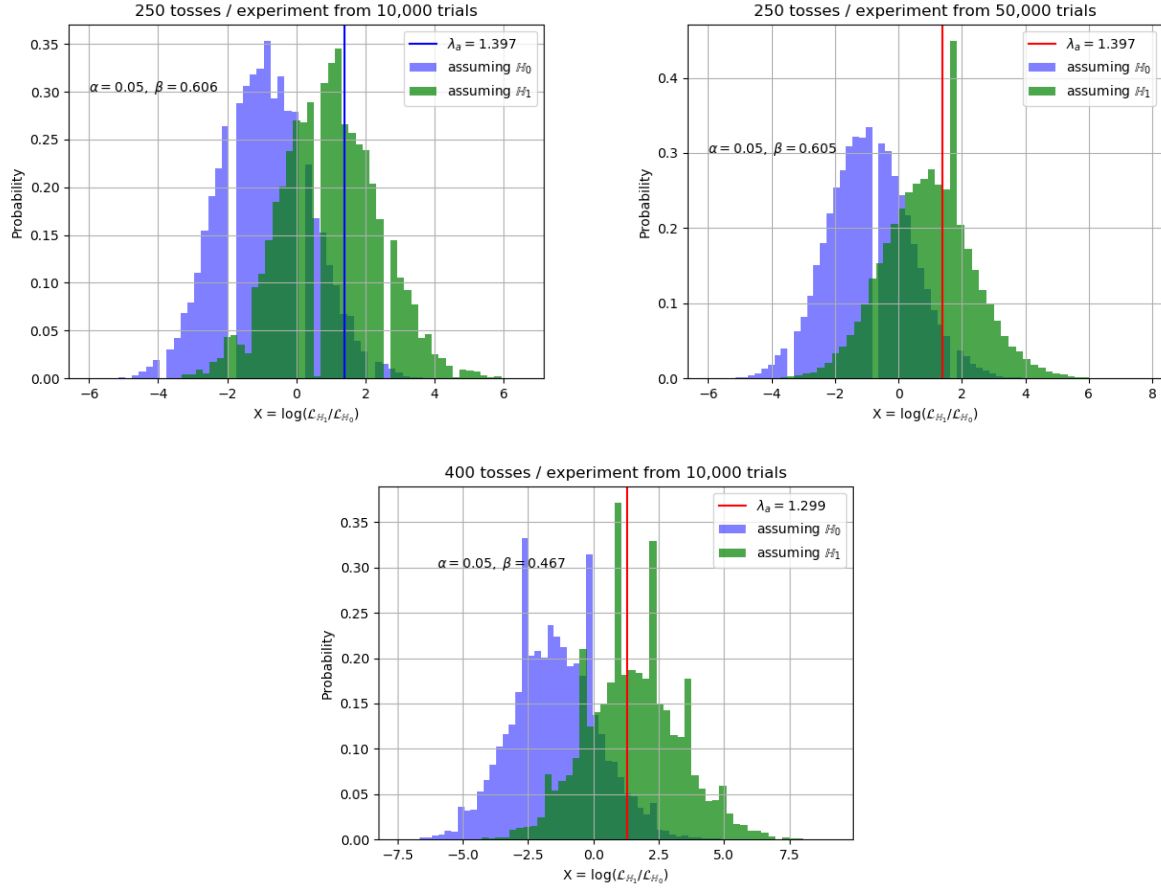 250 tosses / experiment from 10,000 trials
0.35
0.30
0.25
0.20
0.15
0.10
0.05
0.00
Probability
α = 0.05, β = 0.606
λₐ = 1.397
assuming ℍ₀
assuming ℍ₁
−6 −4 −2 0 2 4 6
X = log(ℒ_ℍ₁/ℒ_ℍ₀)
250 tosses / experiment from 50,000 trials
0.4
0.3
0.2
0.1
0.0
Probability
α = 0.05, β = 0.605
λₐ = 1.397
assuming ℍ₀
assuming ℍ₁
−6 −4 −2 0 2 4 6 8
X = log(ℒ_ℍ₁/ℒ_ℍ₀)
400 tosses / experiment from 10,000 trials
0.35
0.30
0.25
0.20
0.15
0.10
0.05
0.00
Probability
α = 0.05, β = 0.467
λₐ = 1.299
assuming ℍ₀
assuming ℍ₁
−7.5 −5.0 −2.5 0.0 2.5 5.0 7.5
X = log(ℒ_ℍ₁/ℒ_ℍ₀)